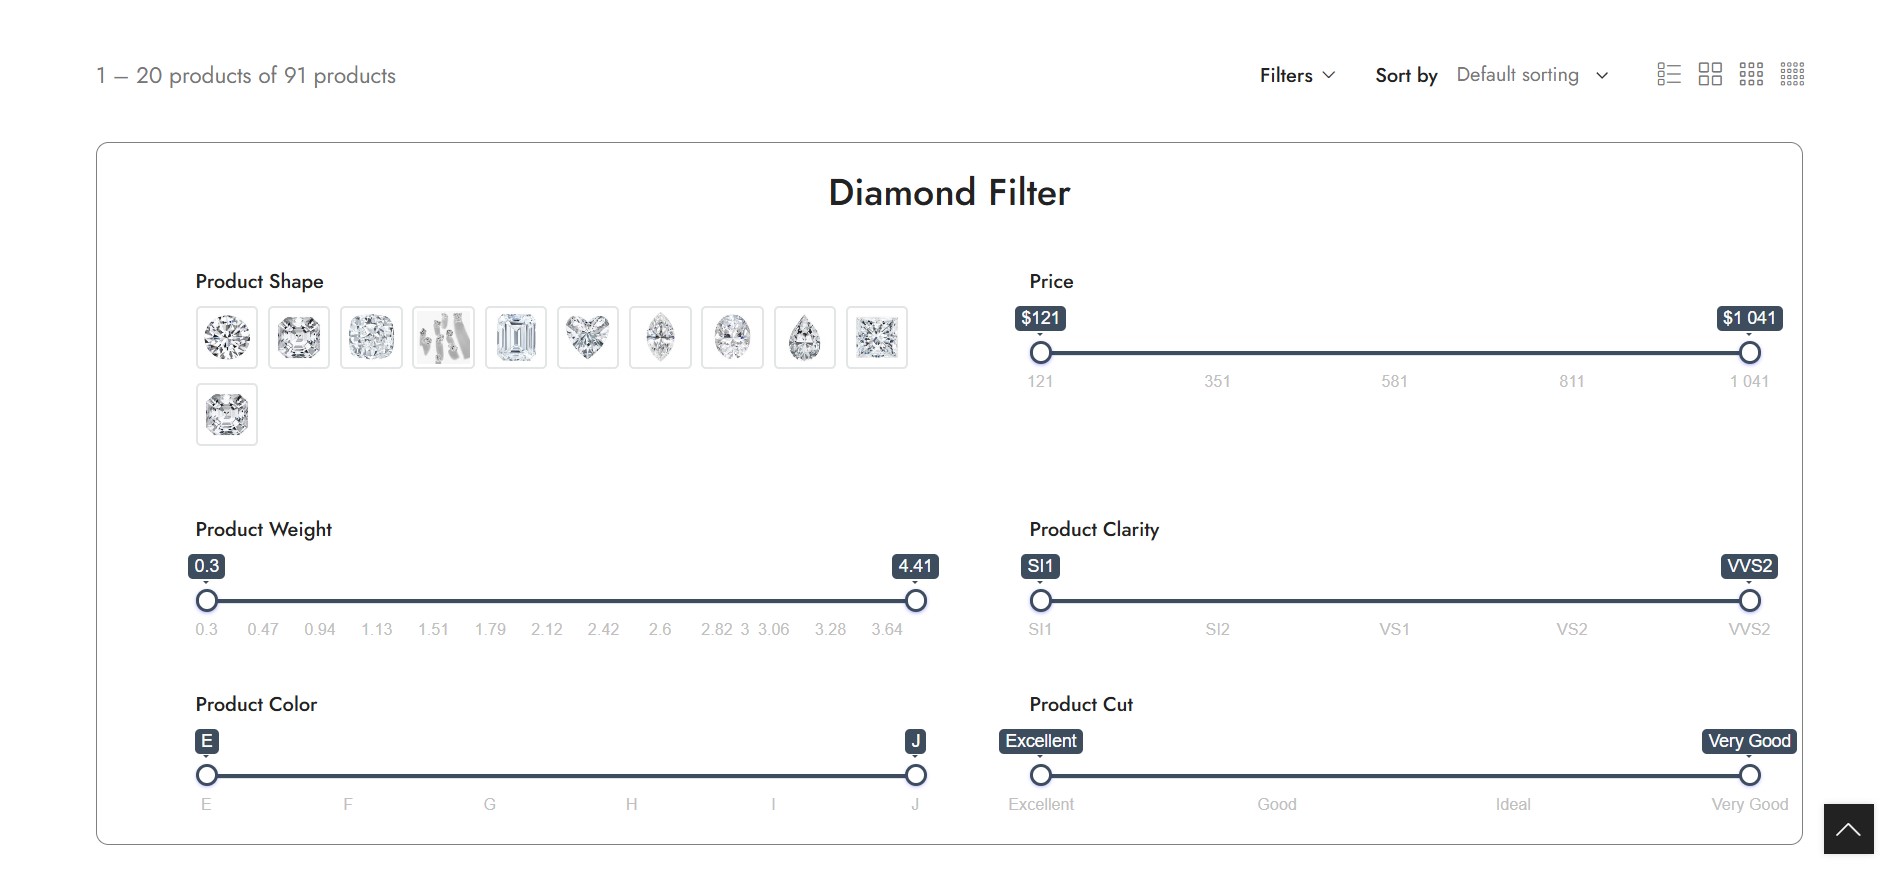 1 – 20 products of 91 products
Filters
Sort by Default sorting
Diamond Filter
Product Shape
Price
$121 $1 041
121 351 581 811 1 041
Product Weight
0.3 4.41
0.3 0.47 0.94 1.13 1.51 1.79 2.12 2.42 2.6 2.82 3 3.06 3.28 3.64
Product Clarity
SI1 VVS2
SI1 SI2 VS1 VS2 VVS2
Product Color
E J
E F G H I J
Product Cut
Excellent Very Good
Excellent Good Ideal Very Good